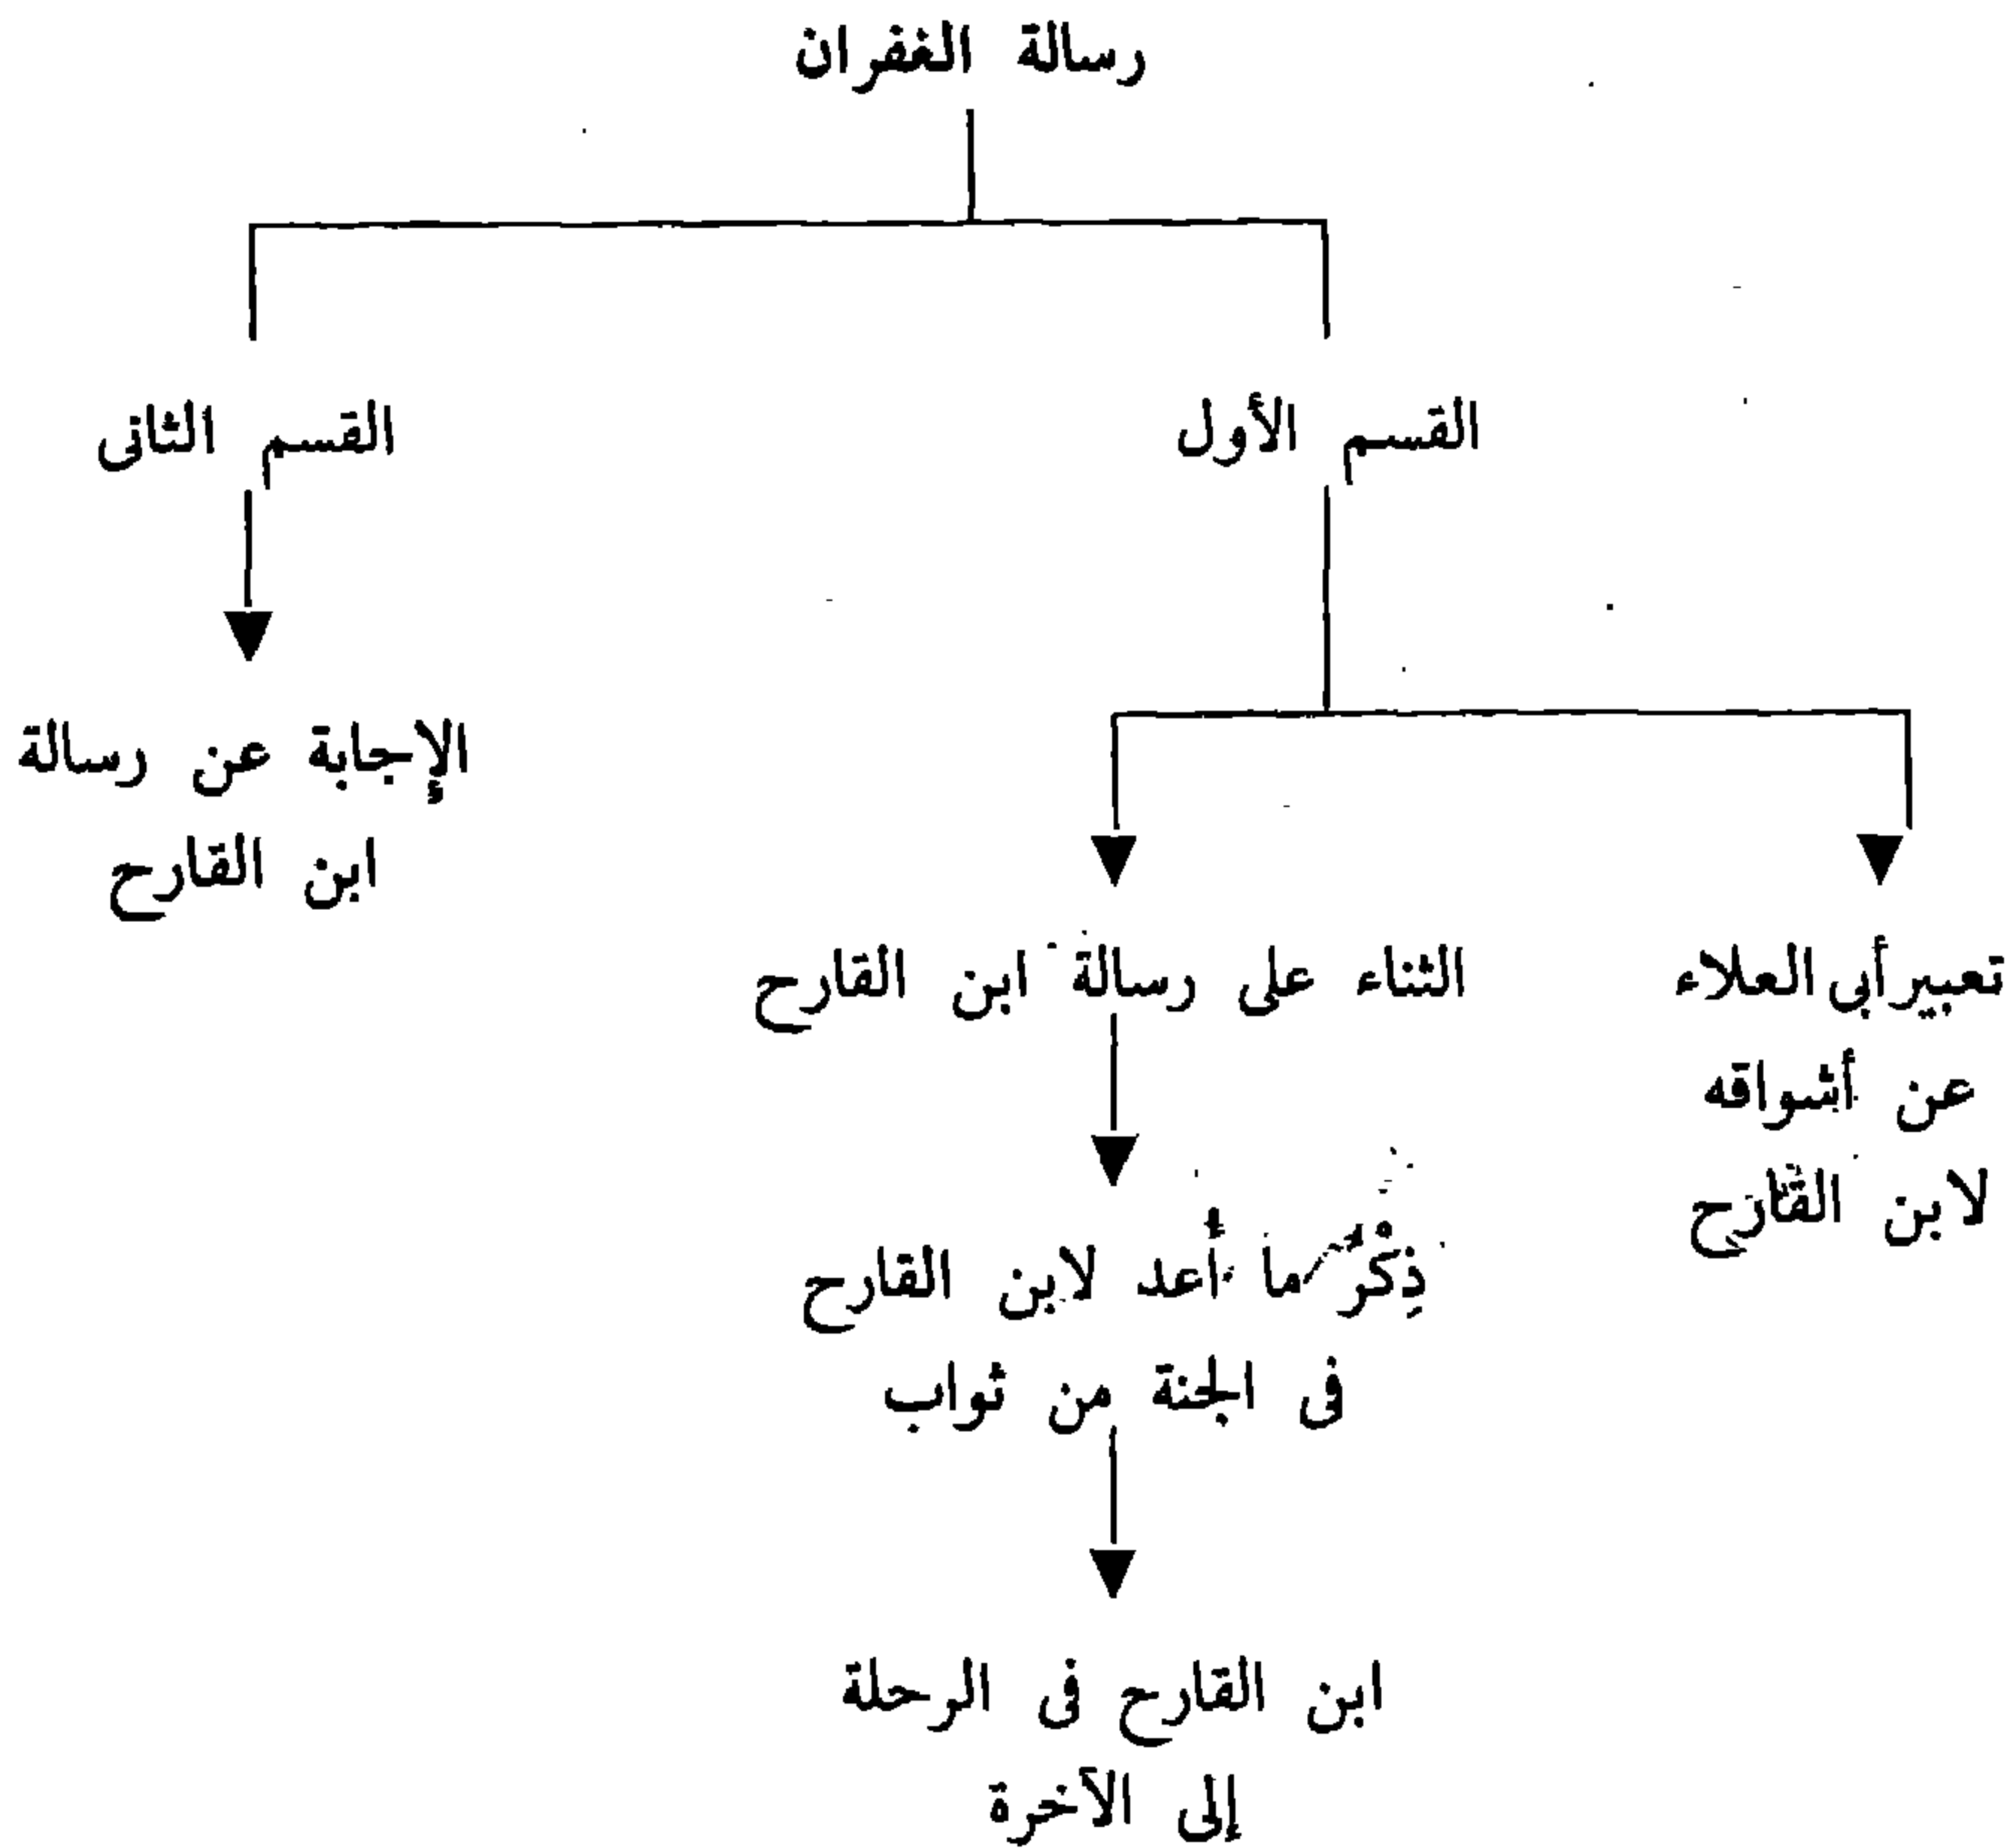 رسالة الغفران
القسم الأول
القسم الثانى
الإجابة عن رسالة
ابن القارح
تعبير أبى العلاء
عن أشواقه
لابن القارح
الثناء على رسالة ابن القارح
ذِكْرُ ما أعد لابن القارح
فى الجنة من ثواب
ابن القارح فى الرحلة
إلى الآخرة